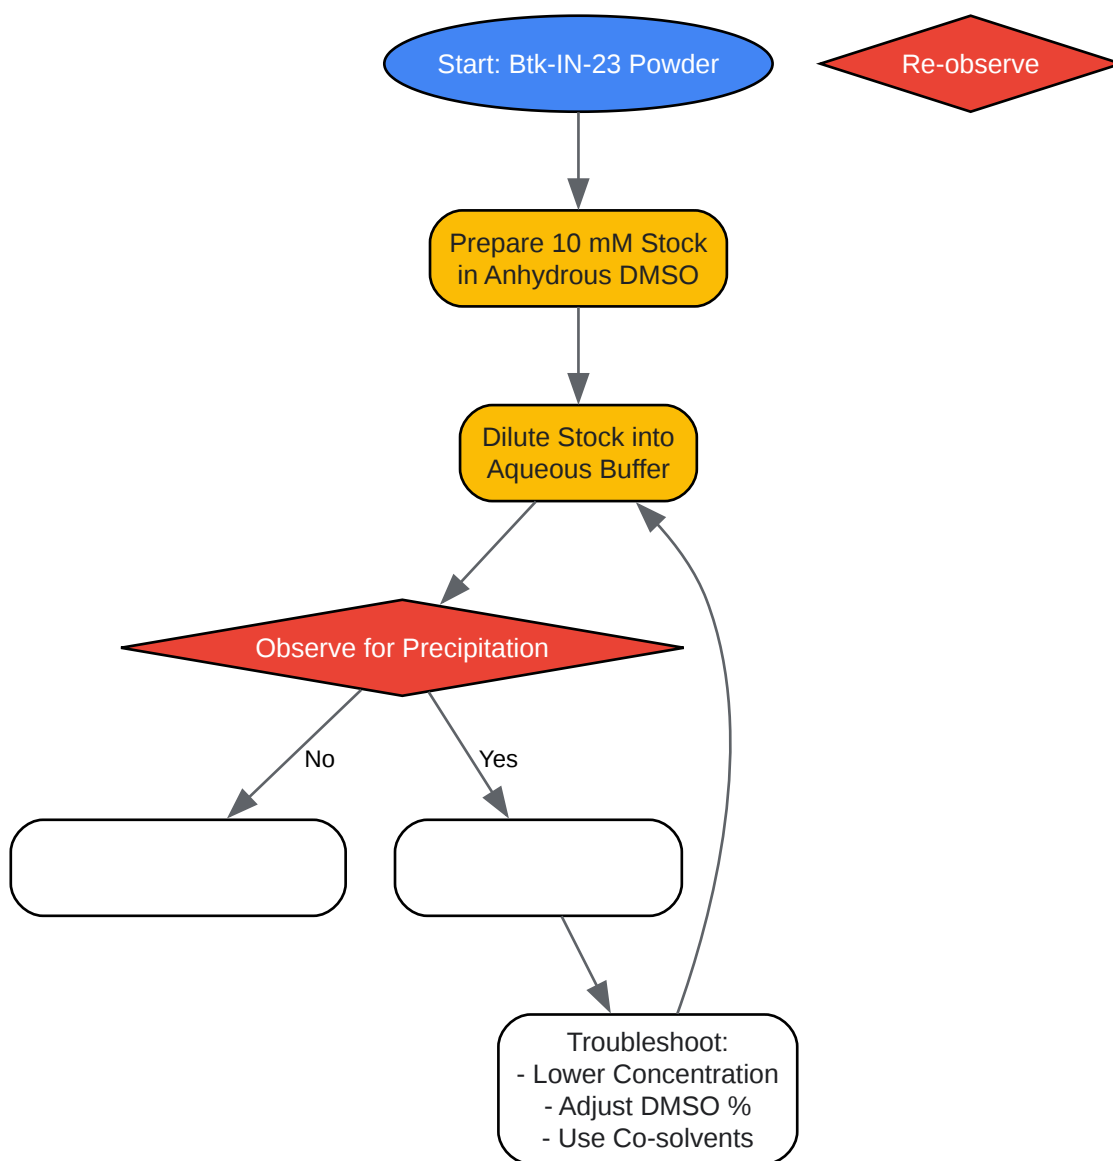 Start: Btk-IN-23 Powder
Re-observe
Prepare 10 mM Stock
in Anhydrous DMSO
Dilute Stock into
Aqueous Buffer
Observe for Precipitation
No
Yes
Troubleshoot:
- Lower Concentration
- Adjust DMSO %
- Use Co-solvents